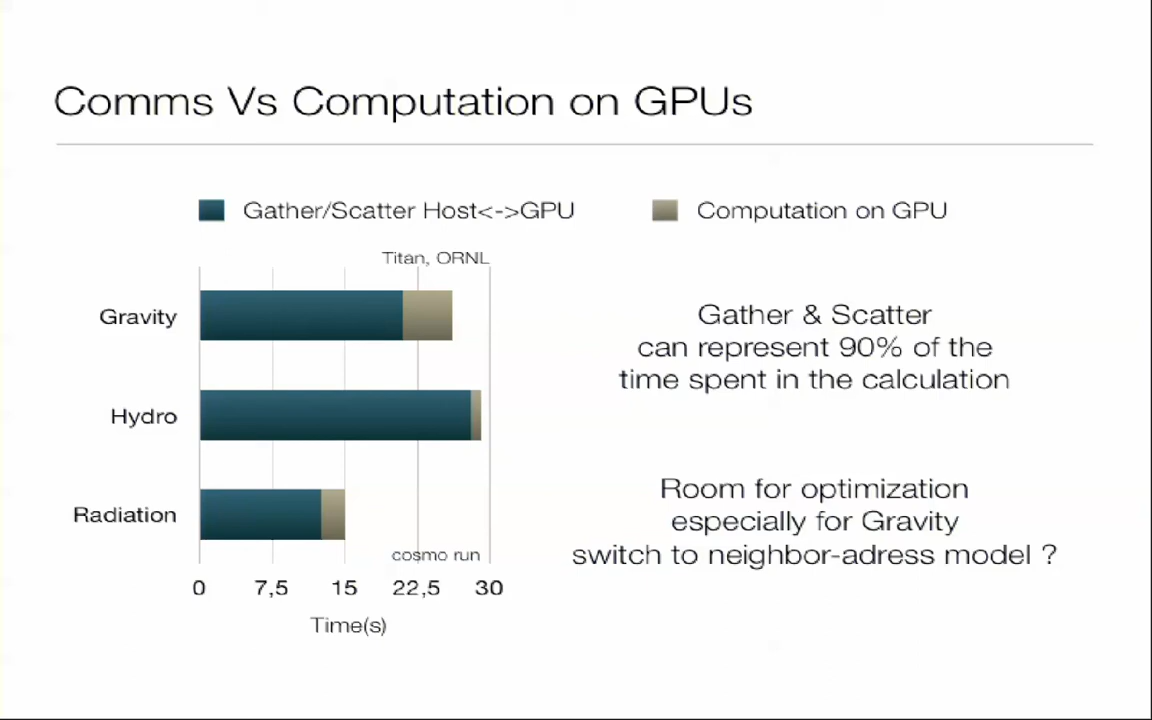 Comms Vs Computation on GPUs
Gather/Scatter Host<->GPU
Computation on GPU
Titan, ORNL
Gravity
Hydro
Radiation
cosmo run
0 7,5 15 22,5 30
Time(s)
Gather & Scatter
can represent 90% of the
time spent in the calculation
Room for optimization
especially for Gravity
switch to neighbor-adress model ?